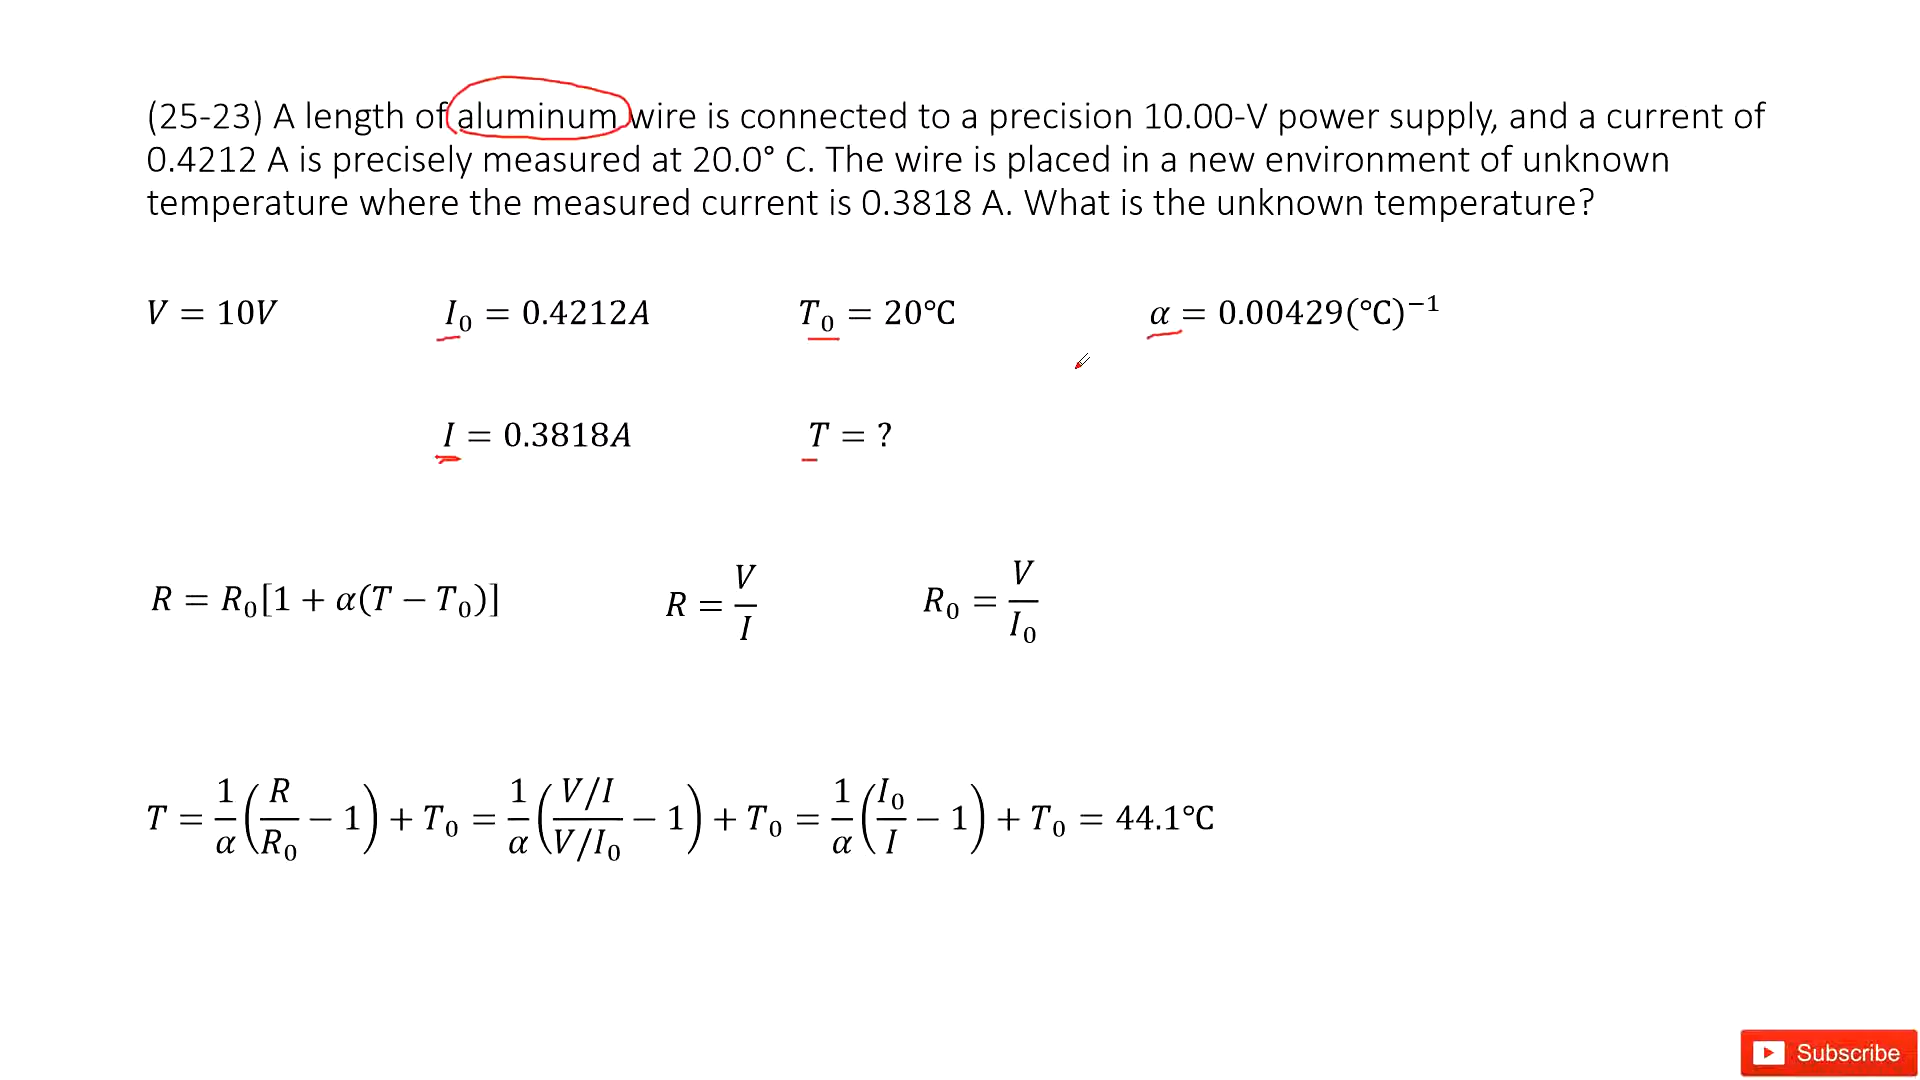 (25-23) A length of aluminum wire is connected to a precision 10.00-V power supply, and a current of
0.4212 A is precisely measured at 20.0° C. The wire is placed in a new environment of unknown
temperature where the measured current is 0.3818 A. What is the unknown temperature?
V = 10V I₀ = 0.4212A T₀ = 20℃ α = 0.00429(℃)⁻¹
I = 0.3818A T = ?
R = R₀[1 + α(T − T₀)] R = V/I R₀ = V/I₀
T = 1/α (R/R₀ − 1) + T₀ = 1/α ((V/I)/(V/I₀) − 1) + T₀ = 1/α (I₀/I − 1) + T₀ = 44.1℃
Subscribe